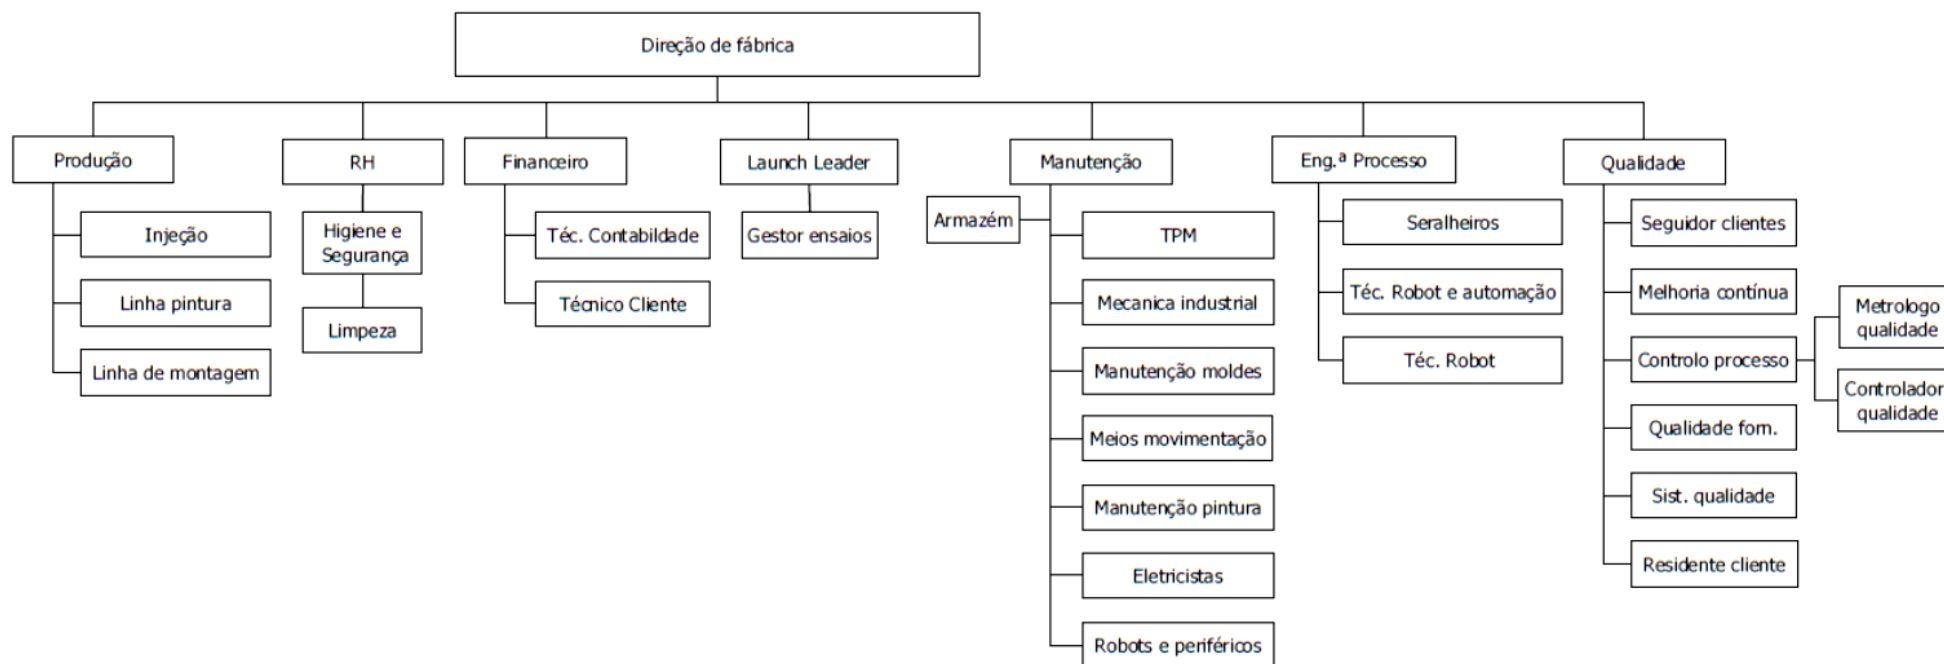 Direção de fábrica
Produção
RH
Financeiro
Launch Leader
Manutenção
Eng.ª Processo
Qualidade
Injeção
Linha pintura
Linha de montagem
Higiene e
Segurança
Limpeza
Téc. Contabildade
Técnico Cliente
Gestor ensaios
Armazém
TPM
Mecanica industrial
Manutenção moldes
Meios movimentação
Manutenção pintura
Eletricistas
Robots e periféricos
Seralheiros
Téc. Robot e automação
Téc. Robot
Seguidor clientes
Melhoria contínua
Controlo processo
Qualidade forn.
Sist. qualidade
Residente cliente
Metrologo
qualidade
Controlador
qualidade